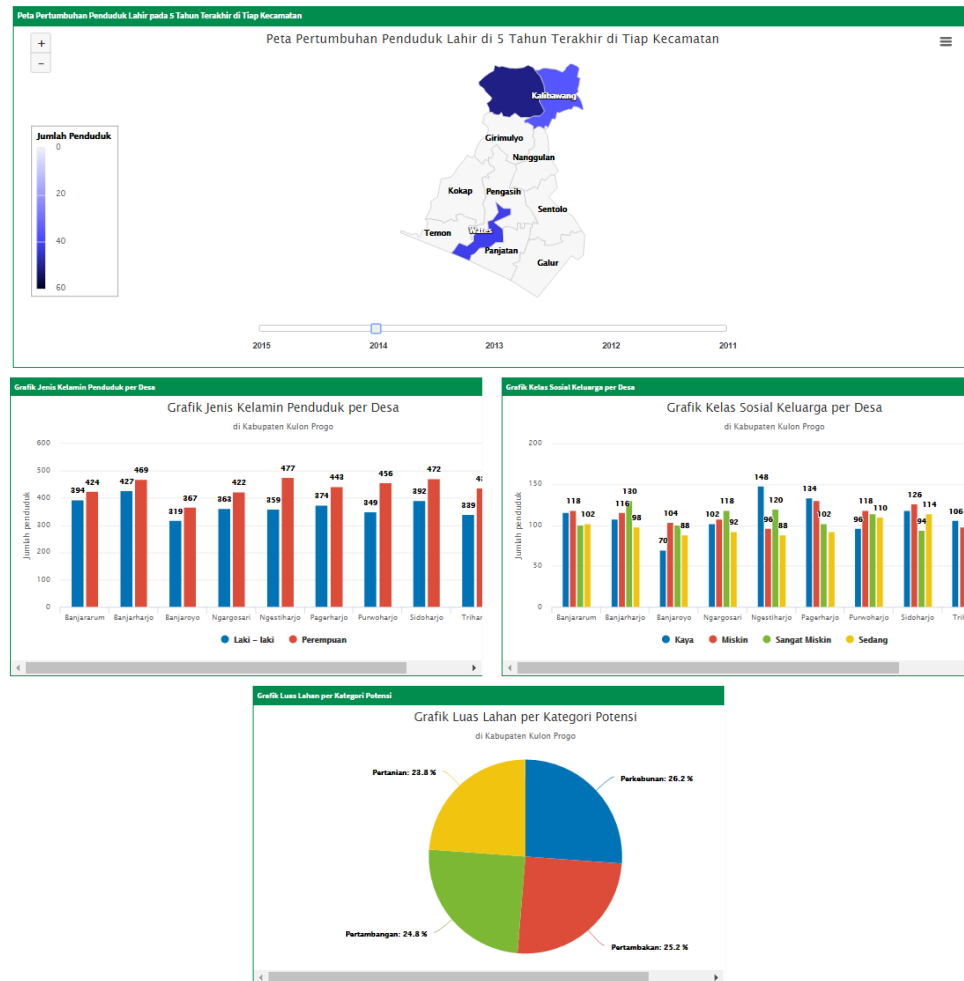 Peta Pertumbuhan Penduduk Lahir pada 5 Tahun Terakhir di Tiap Kecamatan
Peta Pertumbuhan Penduduk Lahir di 5 Tahun Terakhir di Tiap Kecamatan
+
−
Jumlah Penduduk
0
20
40
60
Kalibawang
Girimulyo
Nanggulan
Kokap
Pengasih
Sentolo
Temon
Wates
Panjatan
Galur
2015
2014
2013
2012
2011
Grafik Jenis Kelamin Penduduk per Desa
Grafik Jenis Kelamin Penduduk per Desa
di Kabupaten Kulon Progo
Jumlah penduduk
600
500
400
300
200
100
0
394 424 427 469 319 367 363 422 359 477 374 443 349 456 392 472 339
Banjararum Banjarharjo Banjaroyo Ngargosari Ngestiharjo Pagerharjo Purwoharjo Sidoharjo Trihar
Laki – laki Perempuan
Grafik Kelas Sosial Keluarga per Desa
Grafik Kelas Sosial Keluarga per Desa
di Kabupaten Kulon Progo
Jumlah penduduk
200
150
100
50
0
118 102 116 130 98 70 104 88 102 118 92 148 96 120 88 134 102 96 118 110 126 94 114 106
Banjararum Banjarharjo Banjaroyo Ngargosari Ngestiharjo Pagerharjo Purwoharjo Sidoharjo
Kaya Miskin Sangat Miskin Sedang
Grafik Luas Lahan per Kategori Potensi
Grafik Luas Lahan per Kategori Potensi
di Kabupaten Kulon Progo
Pertanian: 23.8 %
Perkebunan: 26.2 %
Pertambangan: 24.8 %
Pertambakan: 25.2 %